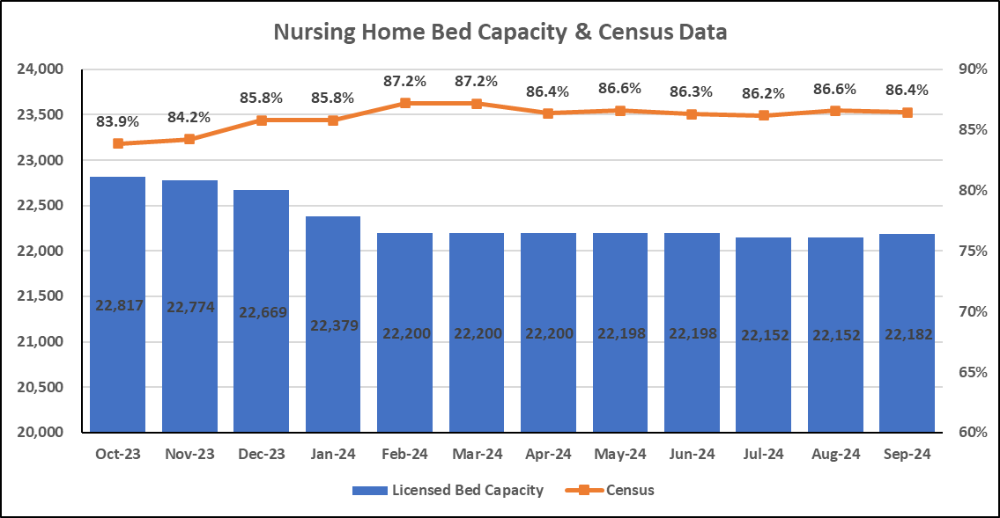 Nursing Home Bed Capacity & Census Data
24,000
23,500
23,000
22,500
22,000
21,500
21,000
20,500
20,000
90%
85%
80%
75%
70%
65%
60%
83.9%
84.2%
85.8%
85.8%
87.2%
87.2%
86.4%
86.6%
86.3%
86.2%
86.6%
86.4%
22,817
22,774
22,669
22,379
22,200
22,200
22,200
22,198
22,198
22,152
22,152
22,182
Oct-23
Nov-23
Dec-23
Jan-24
Feb-24
Mar-24
Apr-24
May-24
Jun-24
Jul-24
Aug-24
Sep-24
Licensed Bed Capacity
Census